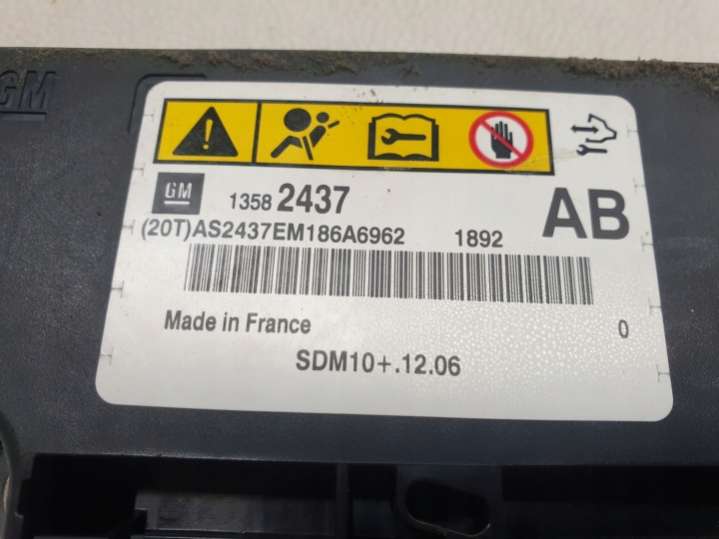 GM
GM 1358 2437 AB
(20T)AS2437EM186A6962 1892
Made in France 0
SDM10+.12.06